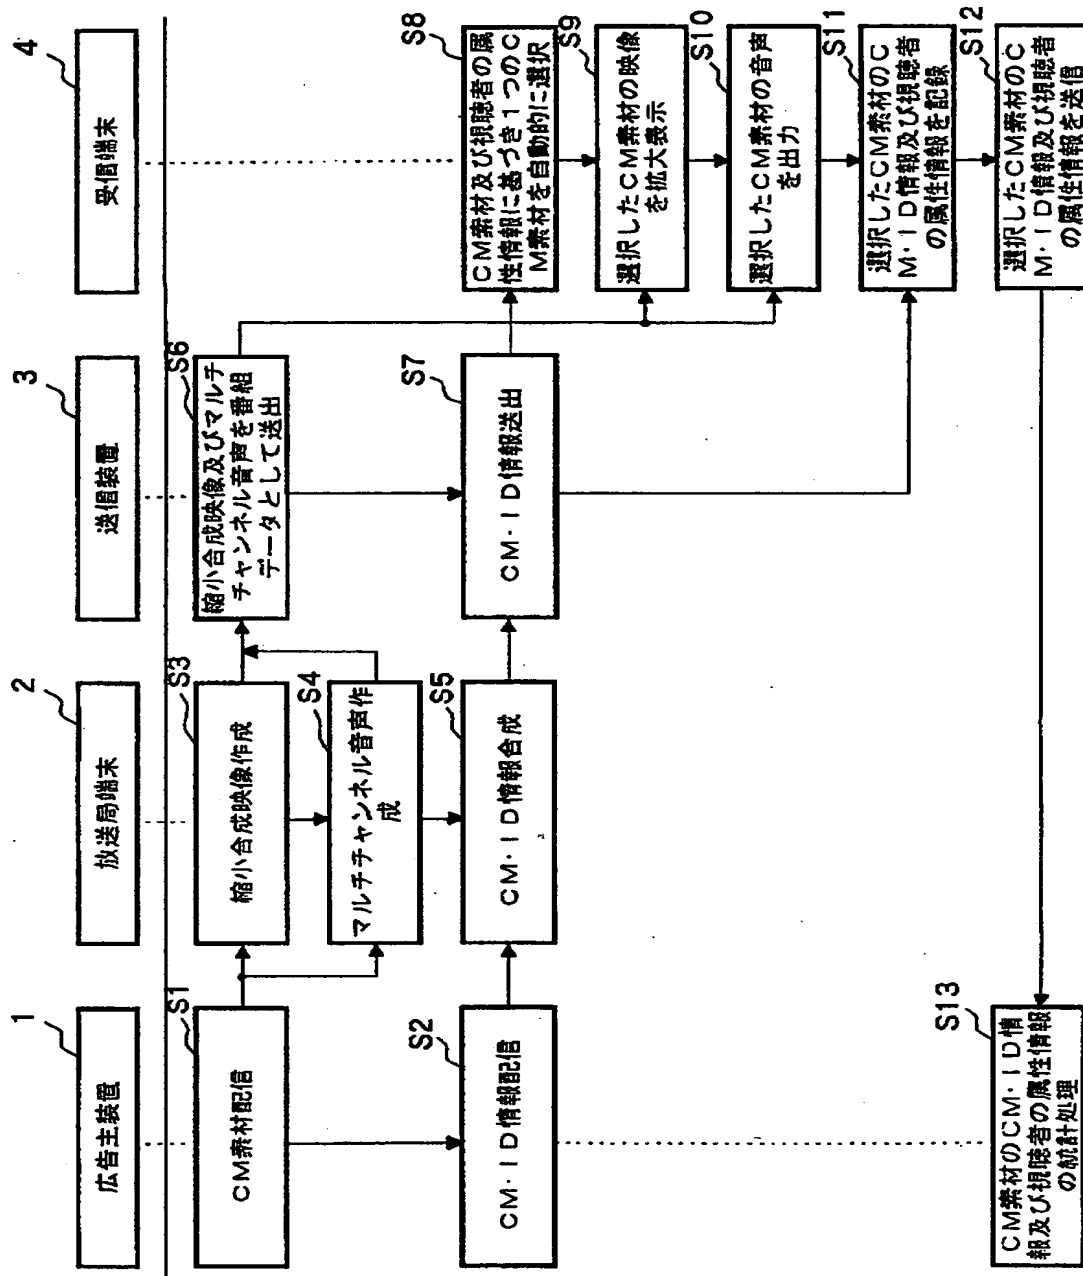 1
広告主装置
2
放送局端末
3
送信装置
4
受信端末
S1
CM素材配信
S2
CM・ID情報配信
S3
縮小合成映像作成
S4
マルチチャンネル音声作
成
S5
CM・ID情報合成
S6
縮小合成映像及びマルチ
チャンネル音声を番組
データとして送出
S7
CM・ID情報送出
S8
CM素材及び視聴者の属
性情報に基づき1つのC
M素材を自動的に選択
S9
選択したCM素材の映像
を拡大表示
S10
選択したCM素材の音声
を出力
S11
選択したCM素材のC
M・ID情報及び視聴者
の属性情報を記録
S12
選択したCM素材のC
M・ID情報及び視聴者
の属性情報を送信
S13
CM素材のCM・ID情
報及び視聴者の属性情報
の統計処理